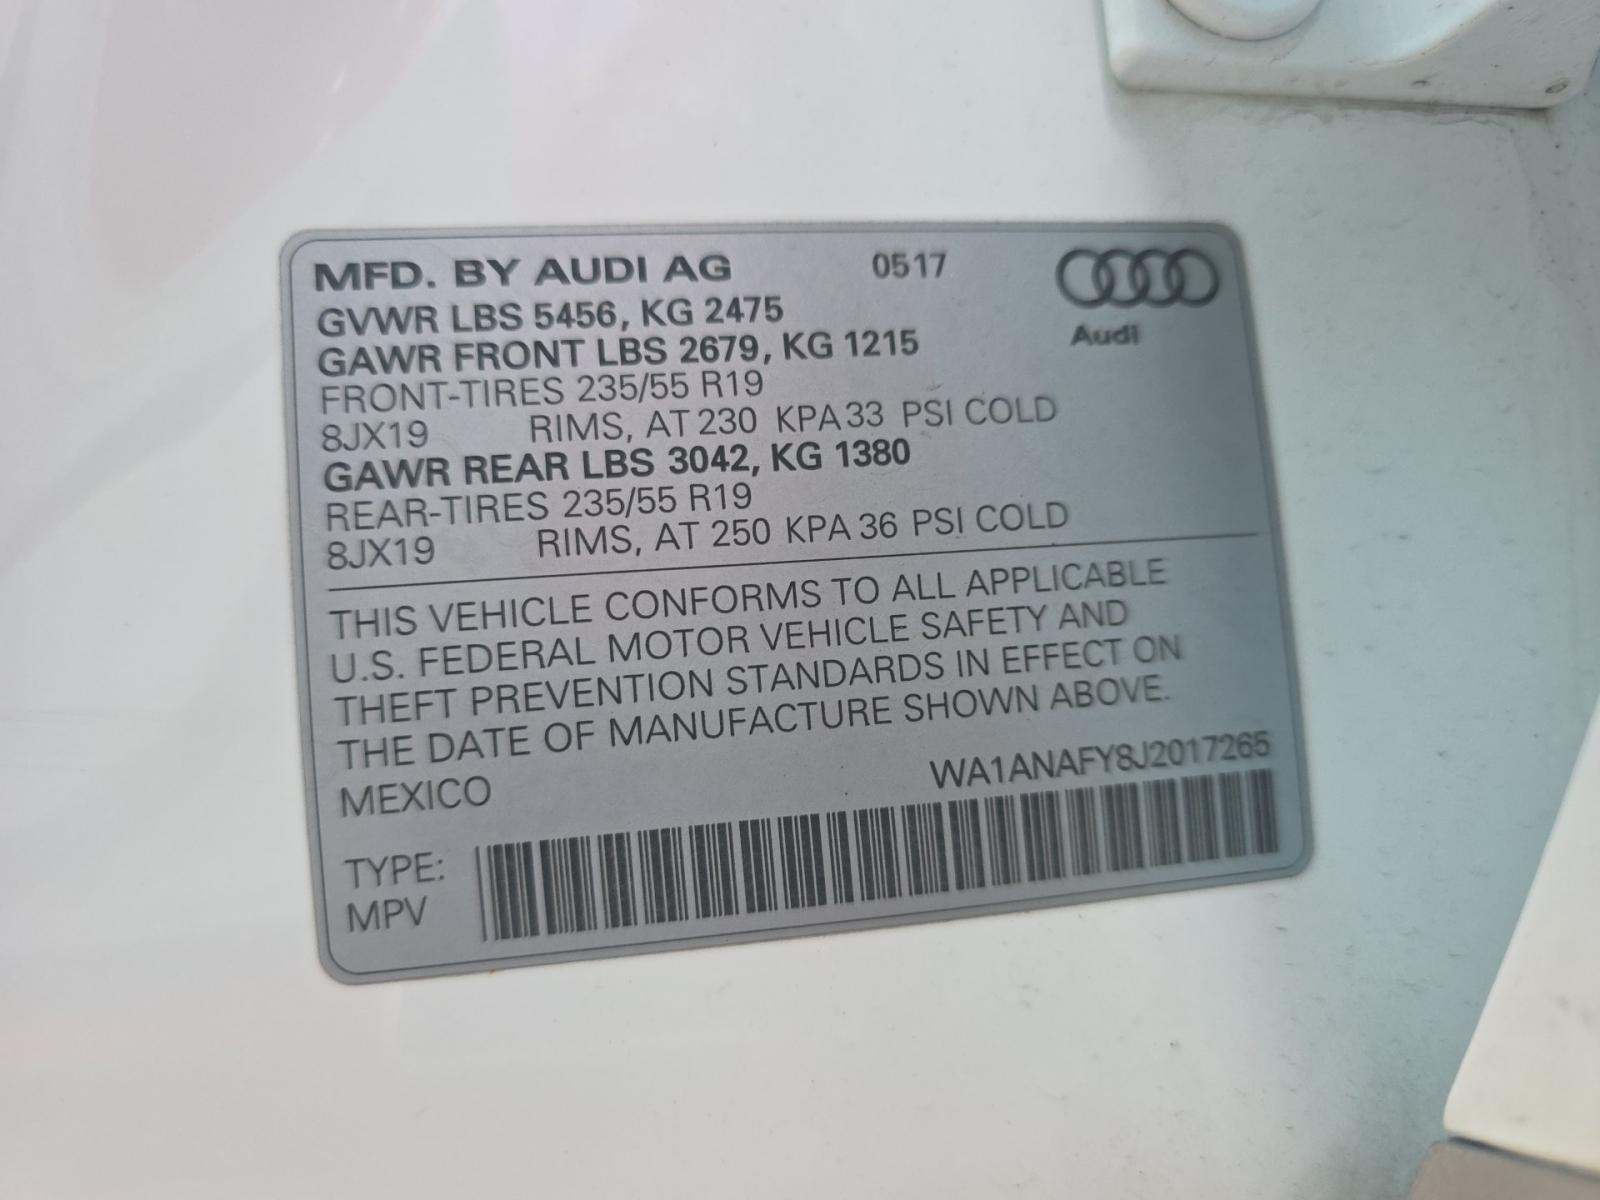 MFD. BY AUDI AG 0517
GVWR LBS 5456, KG 2475
GAWR FRONT LBS 2679, KG 1215
Audi
FRONT-TIRES 235/55 R19
8JX19 RIMS, AT 230 KPA 33 PSI COLD
GAWR REAR LBS 3042, KG 1380
REAR-TIRES 235/55 R19
8JX19 RIMS, AT 250 KPA 36 PSI COLD
THIS VEHICLE CONFORMS TO ALL APPLICABLE
U.S. FEDERAL MOTOR VEHICLE SAFETY AND
THEFT PREVENTION STANDARDS IN EFFECT ON
THE DATE OF MANUFACTURE SHOWN ABOVE.
MEXICO WA1ANAFY8J2017265
TYPE:
MPV